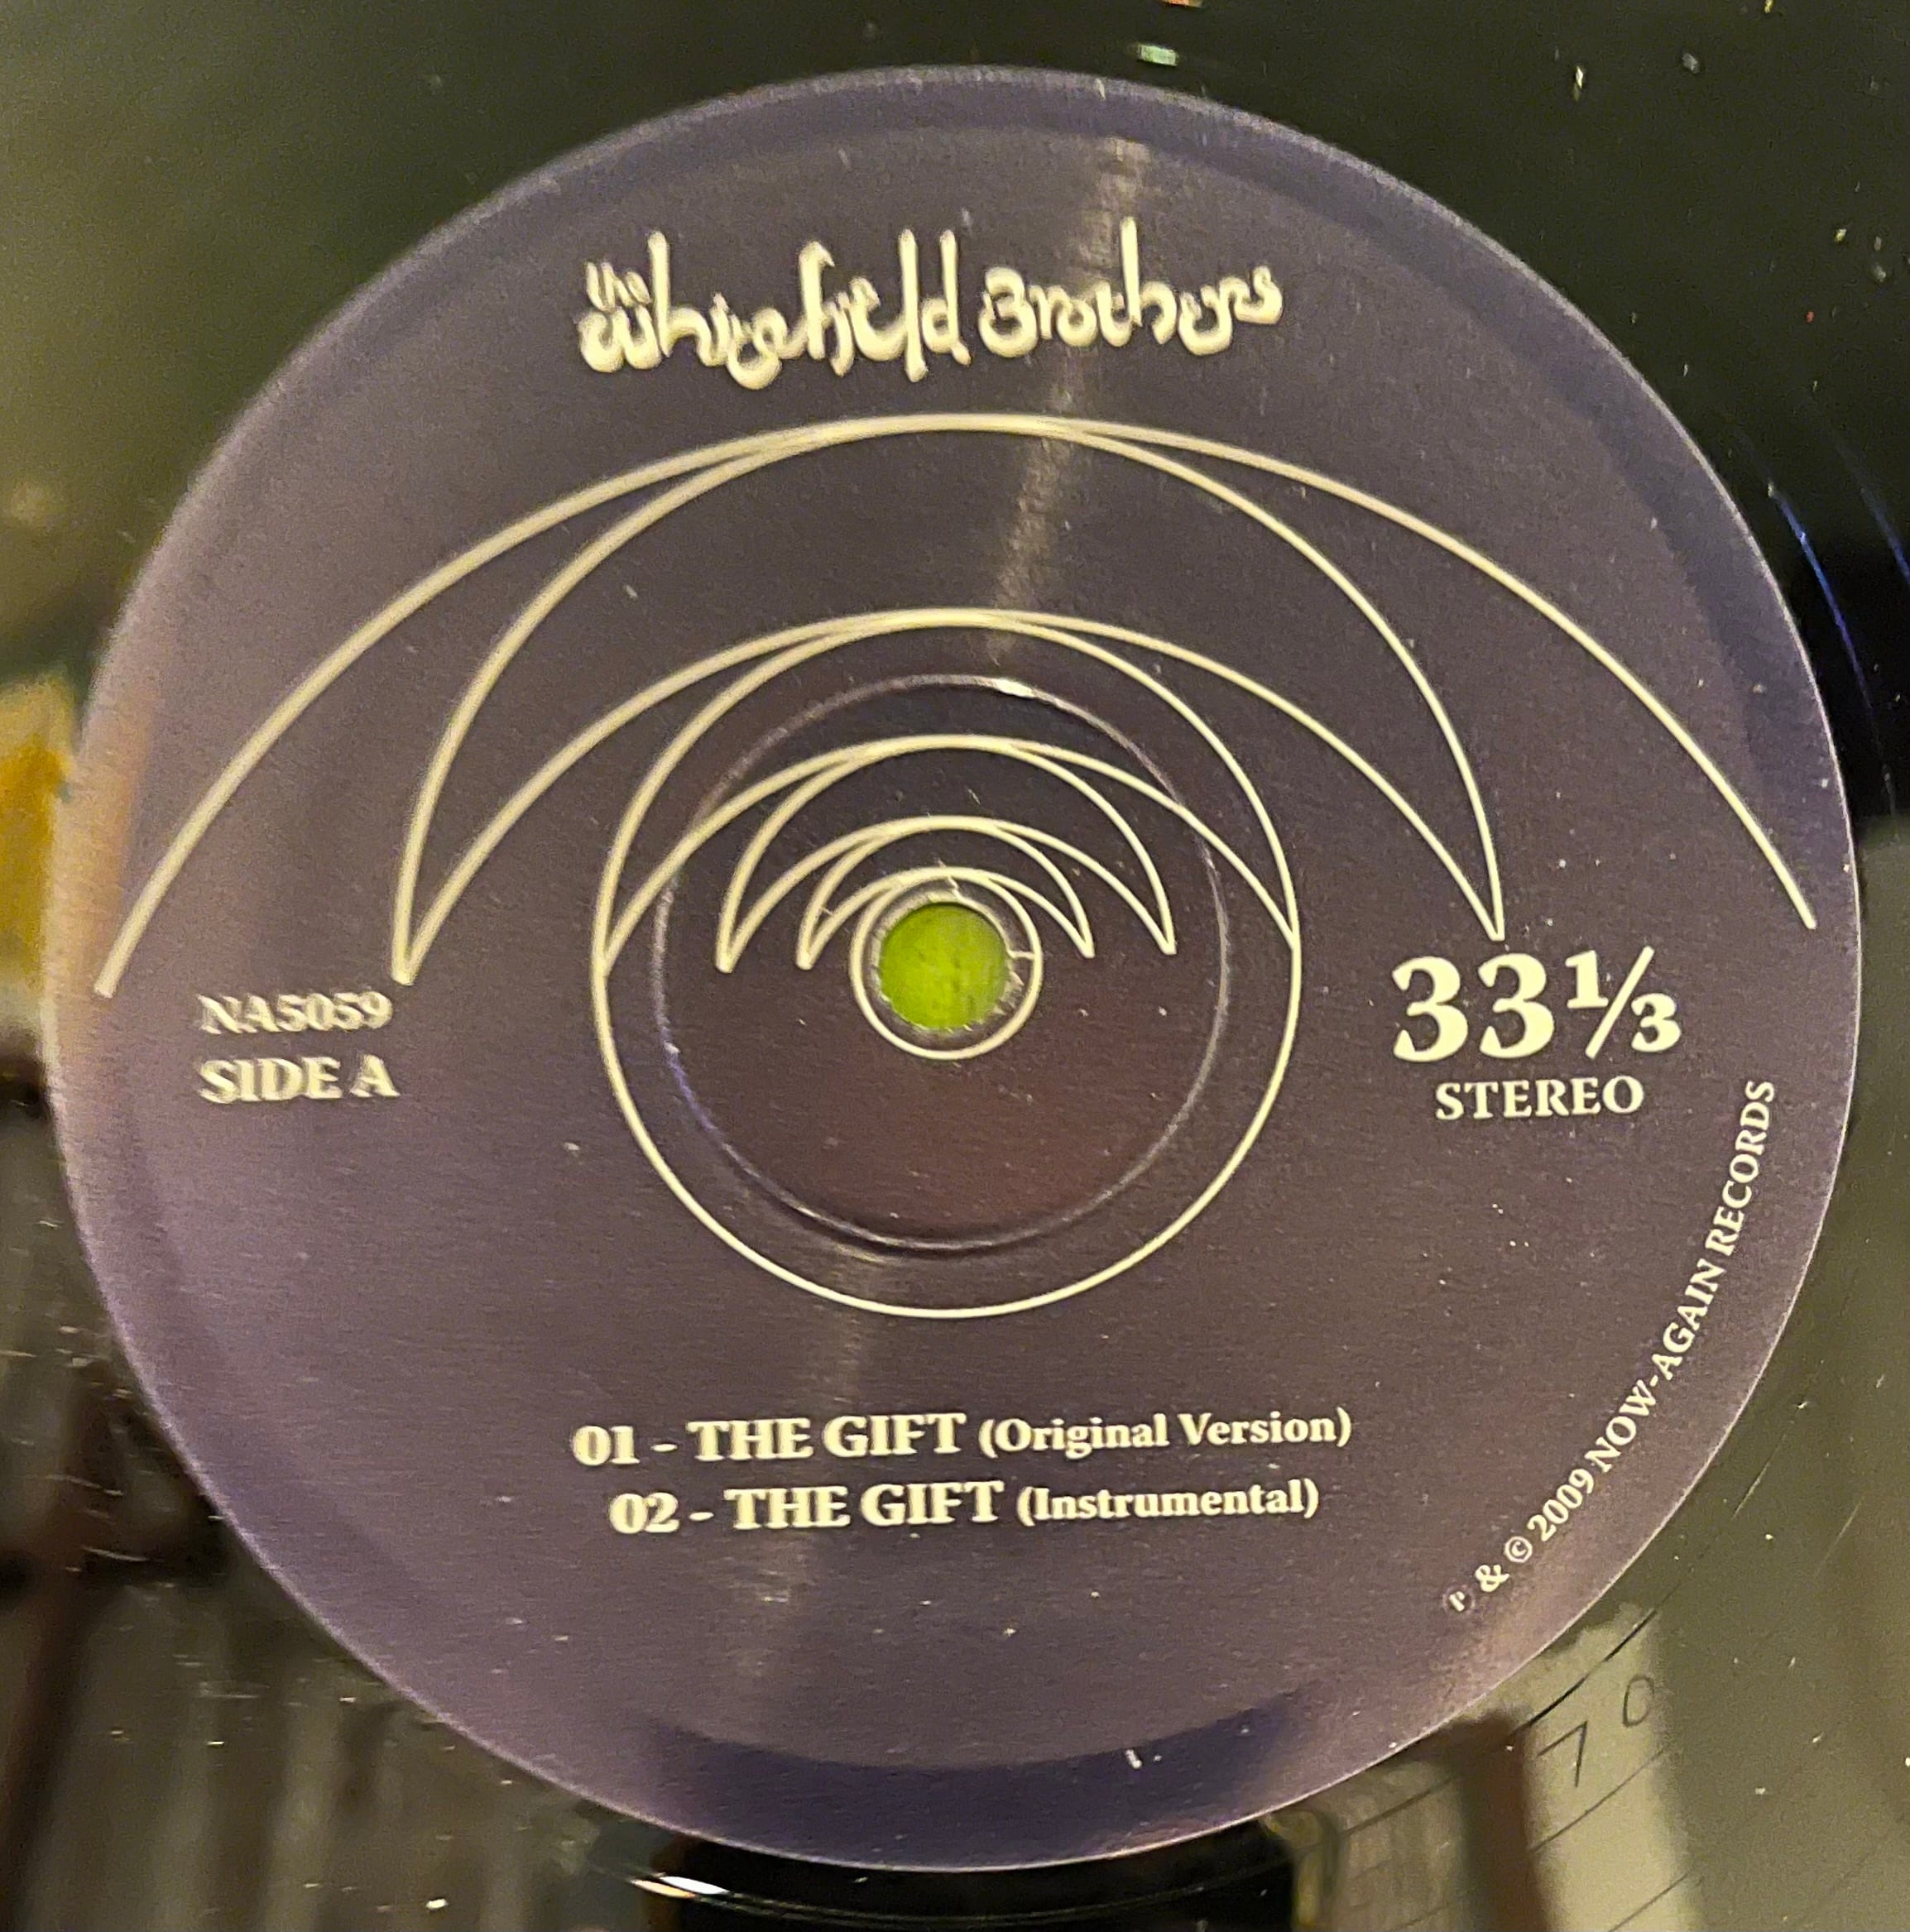 the Whitefield Brothers
NA5059
SIDE A
33⅓
STEREO
01 - THE GIFT (Original Version)
02 - THE GIFT (Instrumental)
℗ & © 2009 NOW-AGAIN RECORDS
70